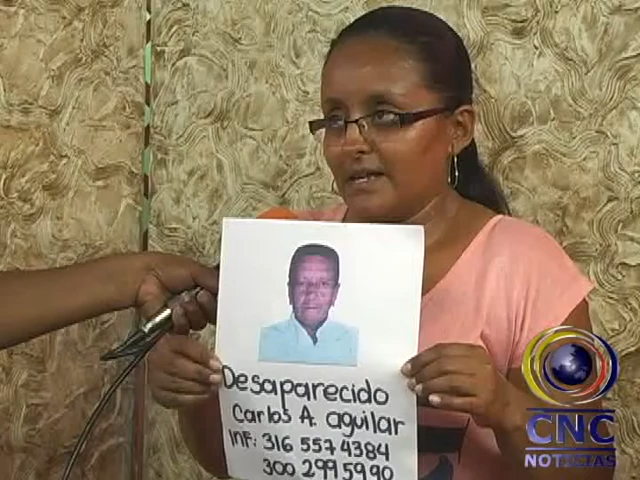 Desaparecido
Carlos A. aguilar
Inf: 316 557 4384
300 299 5990
CNC
NOTICIAS